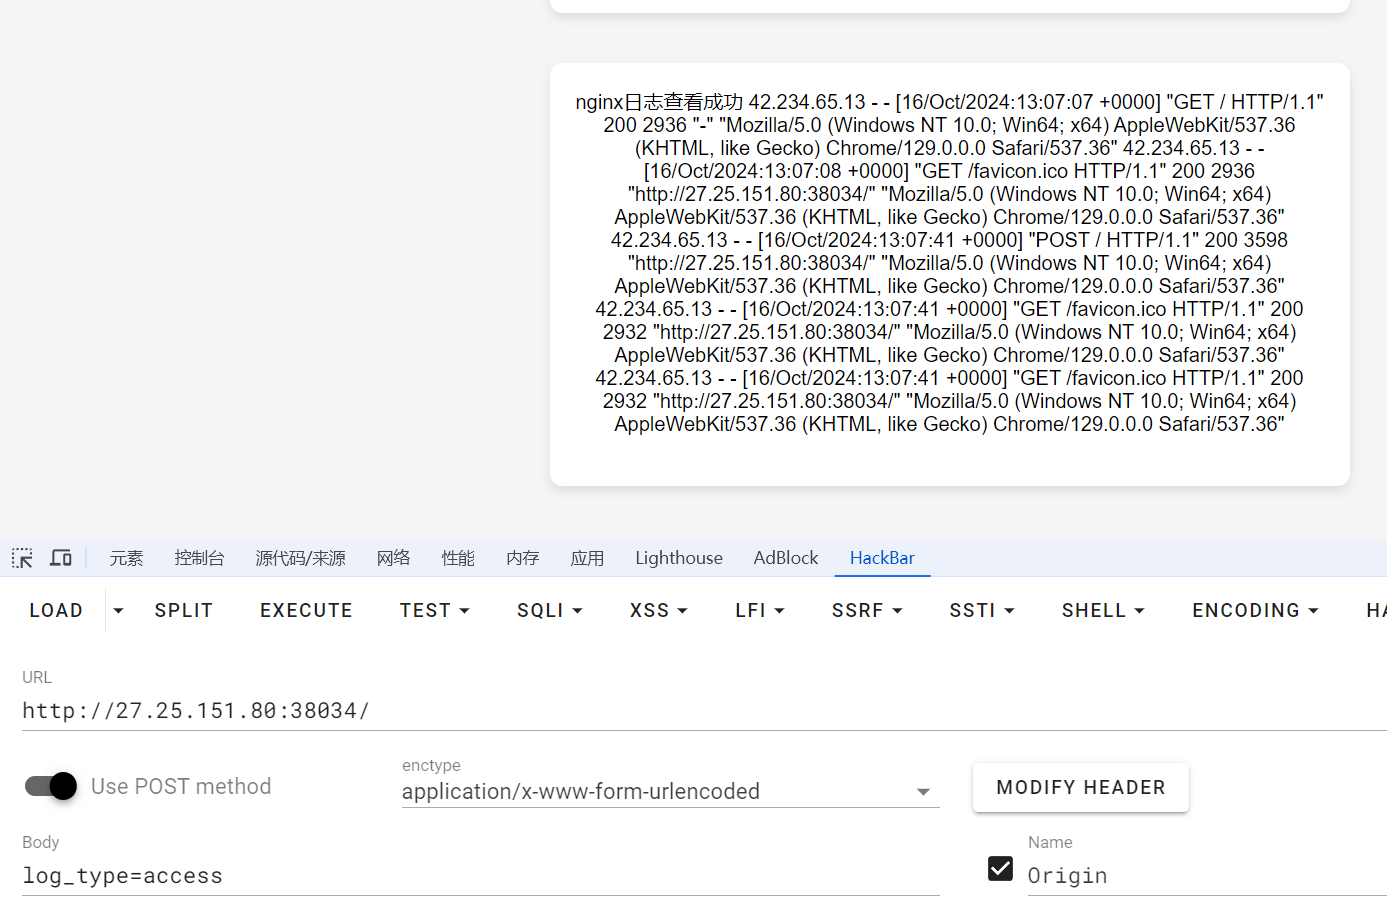 nginx日志查看成功 42.234.65.13 - - [16/Oct/2024:13:07:07 +0000] "GET / HTTP/1.1"
200 2936 "-" "Mozilla/5.0 (Windows NT 10.0; Win64; x64) AppleWebKit/537.36
(KHTML, like Gecko) Chrome/129.0.0.0 Safari/537.36" 42.234.65.13 - -
[16/Oct/2024:13:07:08 +0000] "GET /favicon.ico HTTP/1.1" 200 2936
"http://27.25.151.80:38034/" "Mozilla/5.0 (Windows NT 10.0; Win64; x64)
AppleWebKit/537.36 (KHTML, like Gecko) Chrome/129.0.0.0 Safari/537.36"
42.234.65.13 - - [16/Oct/2024:13:07:41 +0000] "POST / HTTP/1.1" 200 3598
"http://27.25.151.80:38034/" "Mozilla/5.0 (Windows NT 10.0; Win64; x64)
AppleWebKit/537.36 (KHTML, like Gecko) Chrome/129.0.0.0 Safari/537.36"
42.234.65.13 - - [16/Oct/2024:13:07:41 +0000] "GET /favicon.ico HTTP/1.1" 200
2932 "http://27.25.151.80:38034/" "Mozilla/5.0 (Windows NT 10.0; Win64; x64)
AppleWebKit/537.36 (KHTML, like Gecko) Chrome/129.0.0.0 Safari/537.36"
42.234.65.13 - - [16/Oct/2024:13:07:41 +0000] "GET /favicon.ico HTTP/1.1" 200
2932 "http://27.25.151.80:38034/" "Mozilla/5.0 (Windows NT 10.0; Win64; x64)
AppleWebKit/537.36 (KHTML, like Gecko) Chrome/129.0.0.0 Safari/537.36"
元素 控制台 源代码/来源 网络 性能 内存 应用 Lighthouse AdBlock HackBar
LOAD SPLIT EXECUTE TEST SQLI XSS LFI SSRF SSTI SHELL ENCODING HA
URL
http://27.25.151.80:38034/
Use POST method
enctype
application/x-www-form-urlencoded
MODIFY HEADER
Body
log_type=access
Name
Origin